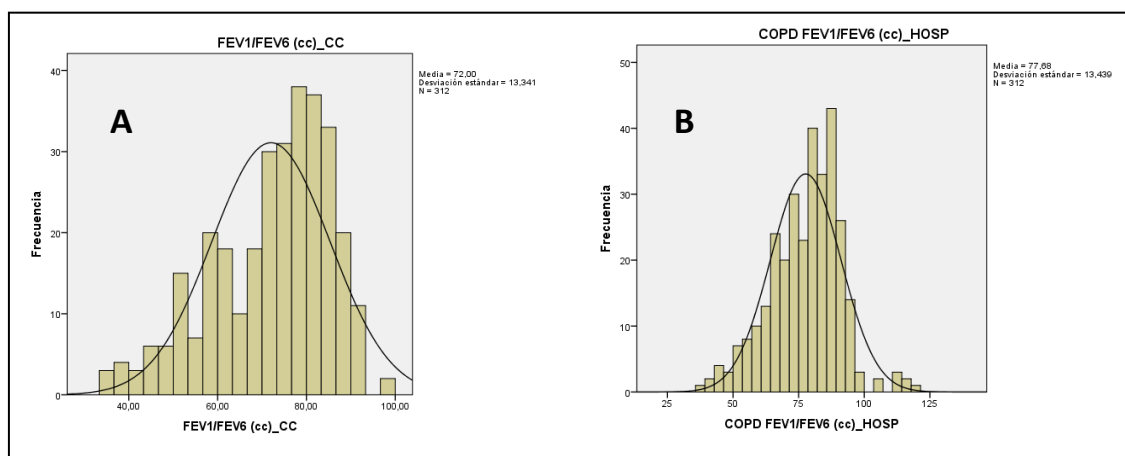 FEV1/FEV6 (cc)_CC
Media = 72,00
Desviación estándar = 13,341
N = 312
A
40
30
20
10
0
Frecuencia
40,00 60,00 80,00 100,00
FEV1/FEV6 (cc)_CC
COPD FEV1/FEV6 (cc)_HOSP
Media = 77,68
Desviación estándar = 13,439
N = 312
B
50
40
30
20
10
0
Frecuencia
25 50 75 100 125
COPD FEV1/FEV6 (cc)_HOSP